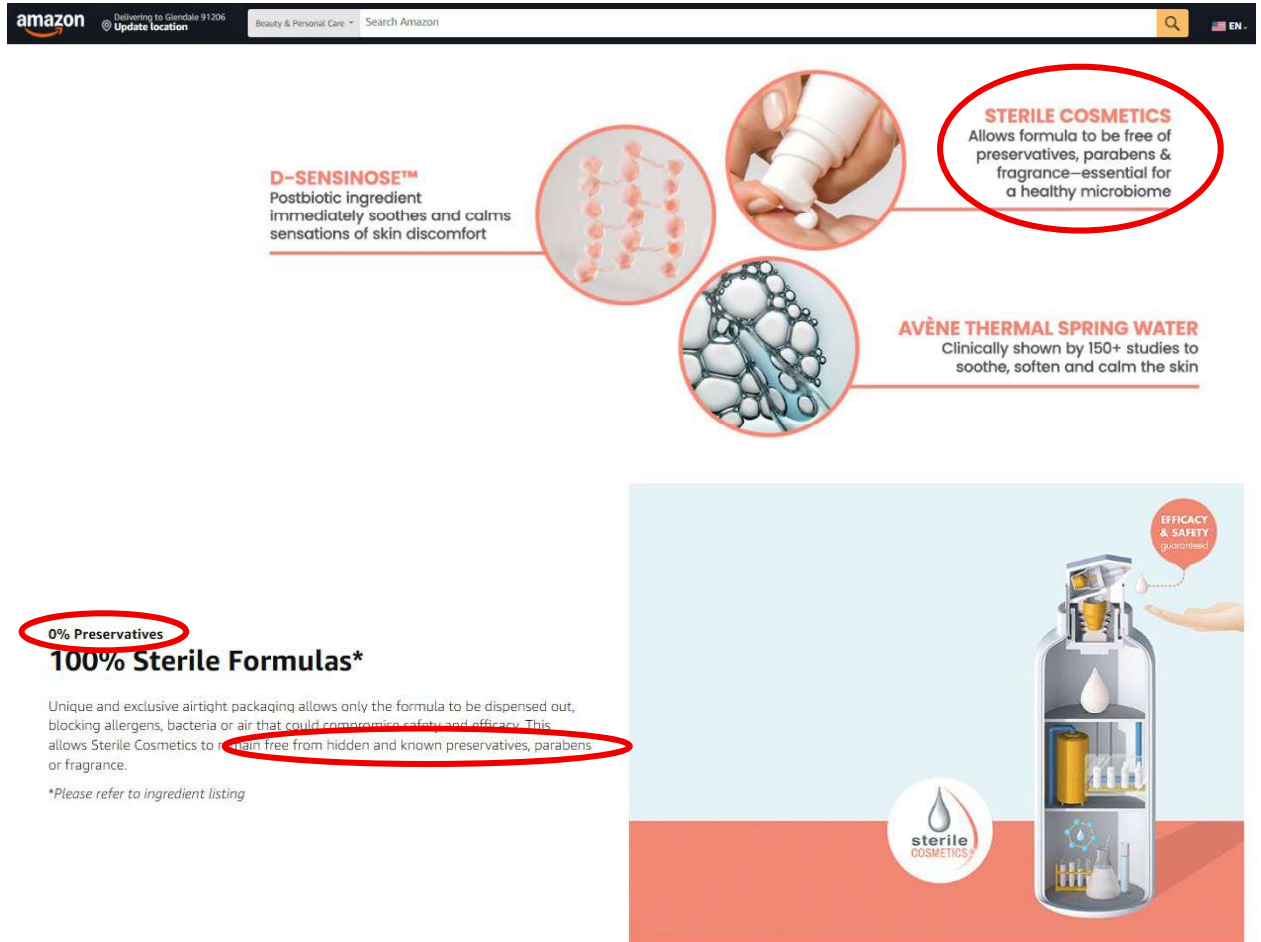 amazon
Delivering to Glendale 91206
Update location
Beauty & Personal Care
Search Amazon
EN
STERILE COSMETICS
Allows formula to be free of
preservatives, parabens &
fragrance—essential for
a healthy microbiome
D-SENSINOSE™
Postbiotic ingredient
immediately soothes and calms
sensations of skin discomfort
AVÈNE THERMAL SPRING WATER
Clinically shown by 150+ studies to
soothe, soften and calm the skin
EFFICACY
& SAFETY
guaranteed
0% Preservatives
100% Sterile Formulas*
Unique and exclusive airtight packaging allows only the formula to be dispensed out,
blocking allergens, bacteria or air that could compromise safety and efficacy. This
allows Sterile Cosmetics to remain free from hidden and known preservatives, parabens
or fragrance.
*Please refer to ingredient listing
sterile
COSMETICS®